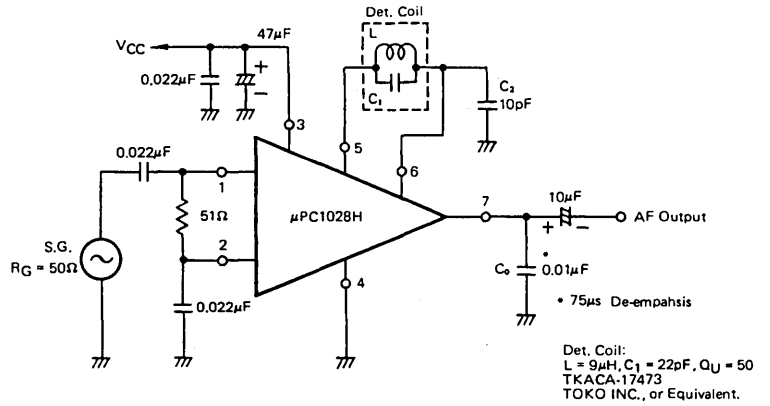 Det. Coil
L
C₁
VCC
47μF
+
−
0.022μF
3
5
6
C₂
10pF
0.022μF
1
51Ω
2
μPC1028H
7
10μF
+
−
AF Output
S.G.
RG = 50Ω
0.022μF
4
C₀
*
0.01μF
* 75μs De-empahsis
Det. Coil:
L = 9μH, C₁ = 22pF, QU = 50
TKACA-17473
TOKO INC., or Equivalent.